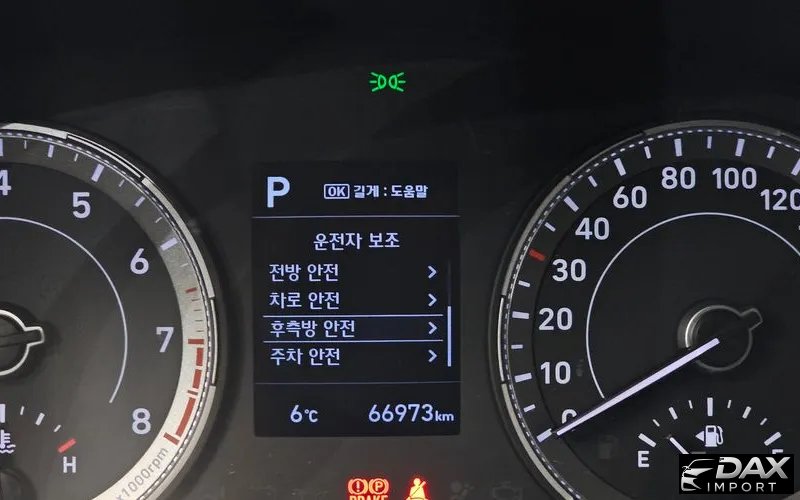 P
OK 길게 : 도움말
운전자 보조
전방 안전
차로 안전
후측방 안전
주차 안전
6℃ 66973km
4
5
6
7
8
x1000rpm
H
0
10
20
30
40
60
80
100
120
E
F
BRAKE
DAX
IMPORT